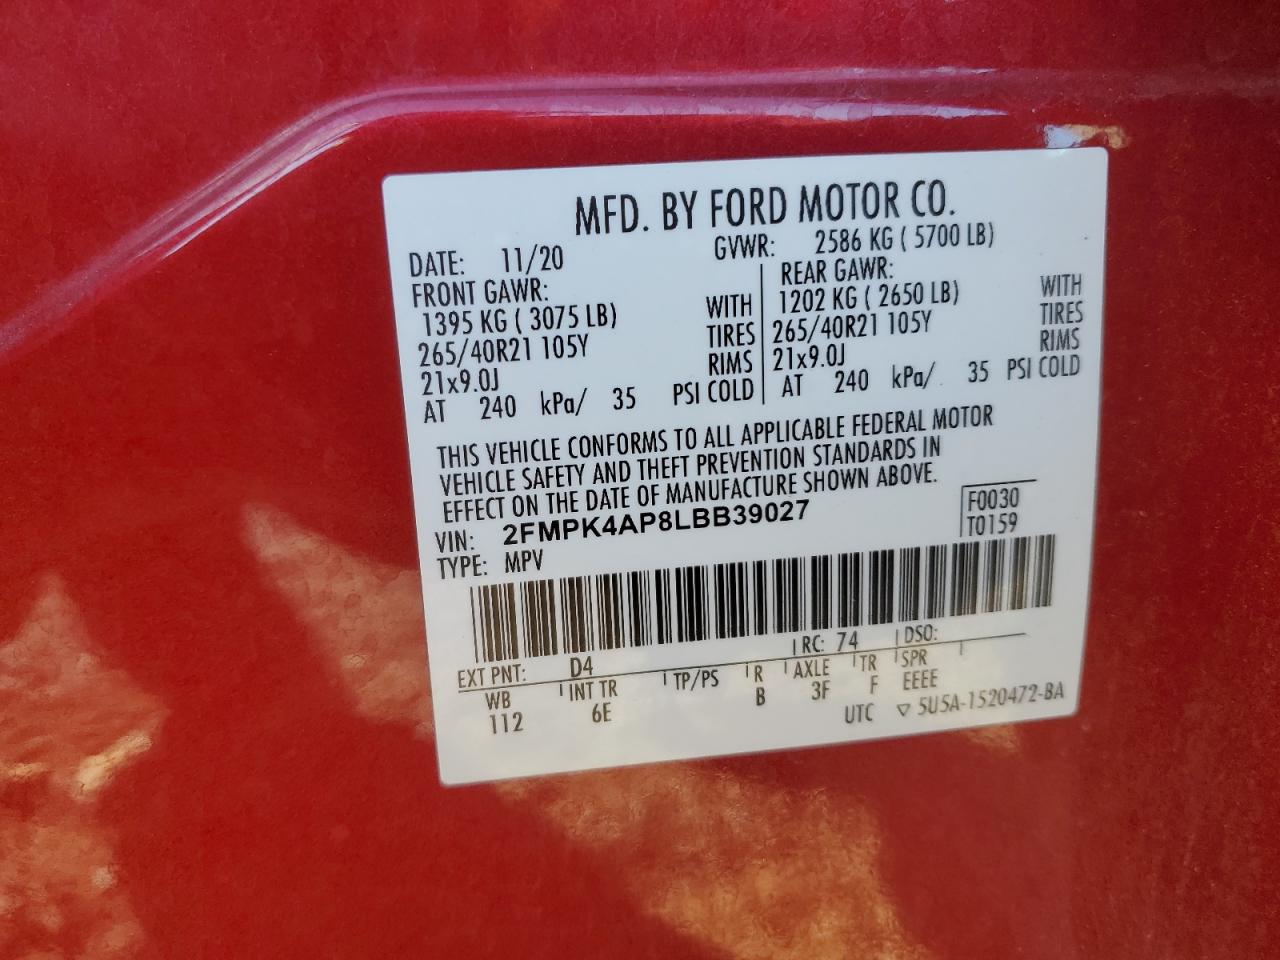 MFD. BY FORD MOTOR CO.
DATE: 11/20 GVWR: 2586 KG ( 5700 LB)
FRONT GAWR: REAR GAWR:
1395 KG ( 3075 LB) WITH 1202 KG ( 2650 LB) WITH
265/40R21 105Y TIRES 265/40R21 105Y TIRES
21x9.0J RIMS 21x9.0J RIMS
AT 240 kPa/ 35 PSI COLD AT 240 kPa/ 35 PSI COLD
THIS VEHICLE CONFORMS TO ALL APPLICABLE FEDERAL MOTOR
VEHICLE SAFETY AND THEFT PREVENTION STANDARDS IN
EFFECT ON THE DATE OF MANUFACTURE SHOWN ABOVE.
VIN: 2FMPK4AP8LBB39027 F0030
TYPE: MPV T0159
EXT PNT: D4 RC: 74 DSO:
WB INT TR TP/PS R AXLE TR SPR
112 6E B 3F F EEEE
UTC ▽ 5U5A-1520472-BA